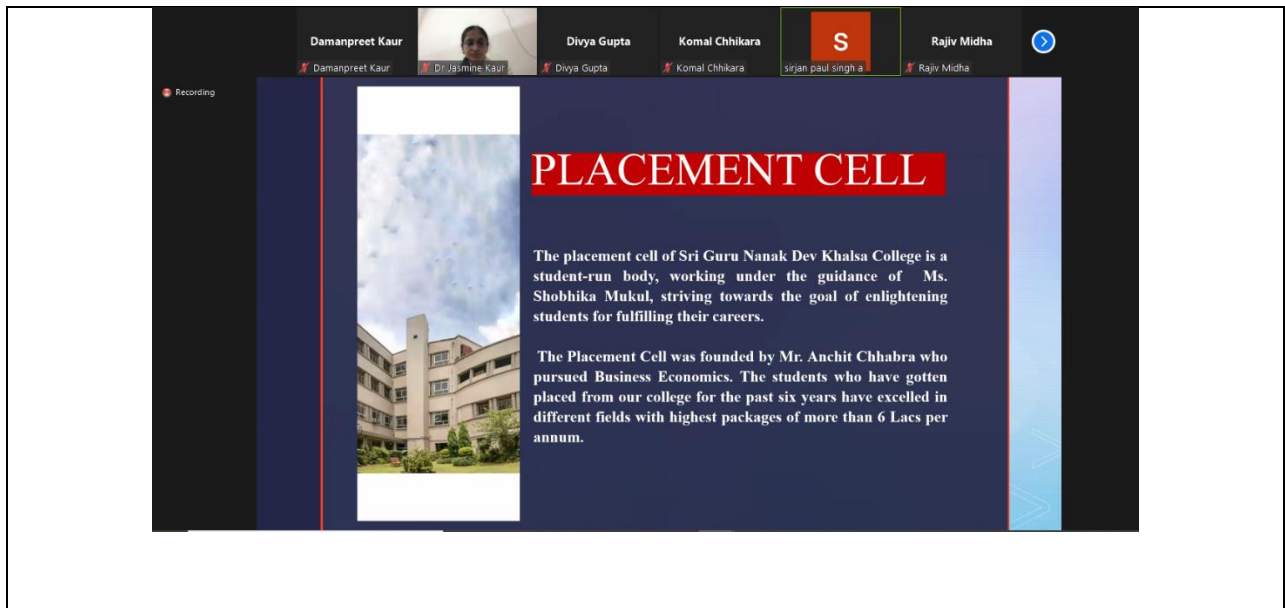 Damanpreet Kaur
Divya Gupta
Komal Chhikara
S
Rajiv Midha
Damanpreet Kaur
Dr Jasmine Kaur
Divya Gupta
Komal Chhikara
sirjan paul singh a
Rajiv Midha
Recording
PLACEMENT CELL
The placement cell of Sri Guru Nanak Dev Khalsa College is a
student-run body, working under the guidance of Ms.
Shobhika Mukul, striving towards the goal of enlightening
students for fulfilling their careers.
The Placement Cell was founded by Mr. Anchit Chhabra who
pursued Business Economics. The students who have gotten
placed from our college for the past six years have excelled in
different fields with highest packages of more than 6 Lacs per
annum.